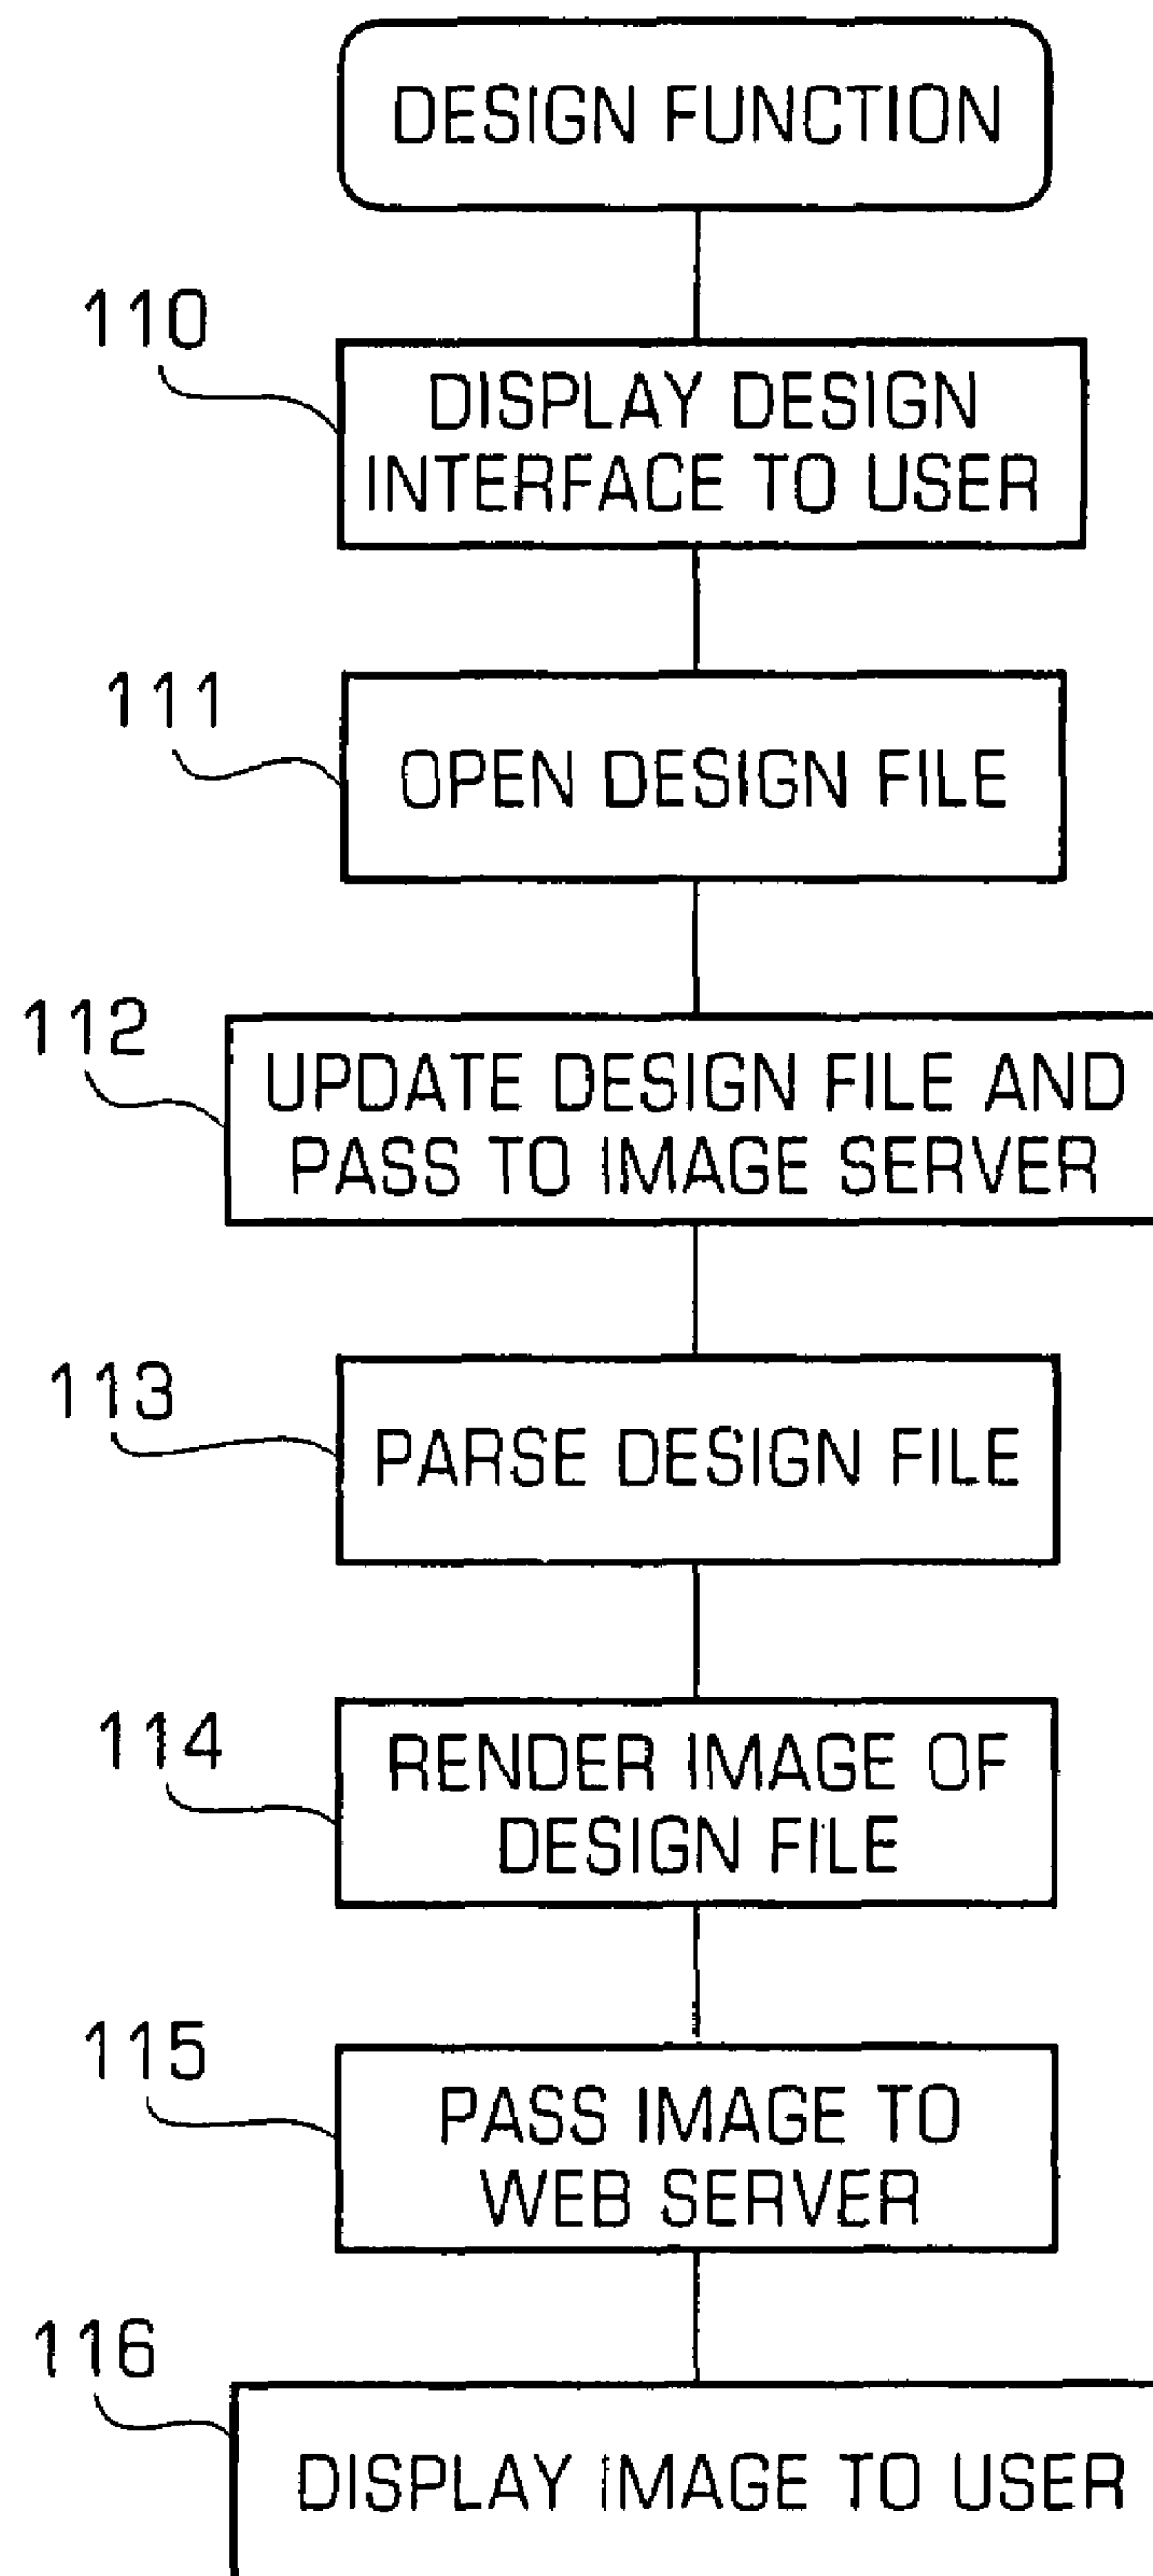 DESIGN FUNCTION
110
DISPLAY DESIGN
INTERFACE TO USER
111
OPEN DESIGN FILE
112
UPDATE DESIGN FILE AND
PASS TO IMAGE SERVER
113
PARSE DESIGN FILE
114
RENDER IMAGE OF
DESIGN FILE
115
PASS IMAGE TO
WEB SERVER
116
DISPLAY IMAGE TO USER